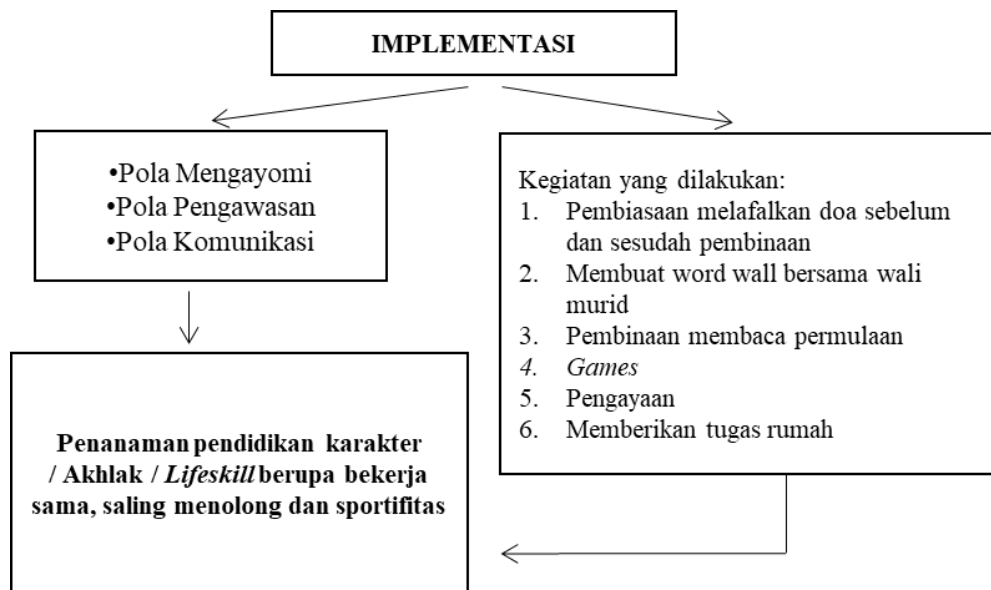 IMPLEMENTASI
•Pola Mengayomi
•Pola Pengawasan
•Pola Komunikasi
Kegiatan yang dilakukan:
1. Pembiasaan melafalkan doa sebelum
dan sesudah pembinaan
2. Membuat word wall bersama wali
murid
3. Pembinaan membaca permulaan
4. Games
5. Pengayaan
6. Memberikan tugas rumah
Penanaman pendidikan karakter
/ Akhlak / Lifeskill berupa bekerja
sama, saling menolong dan sportifitas